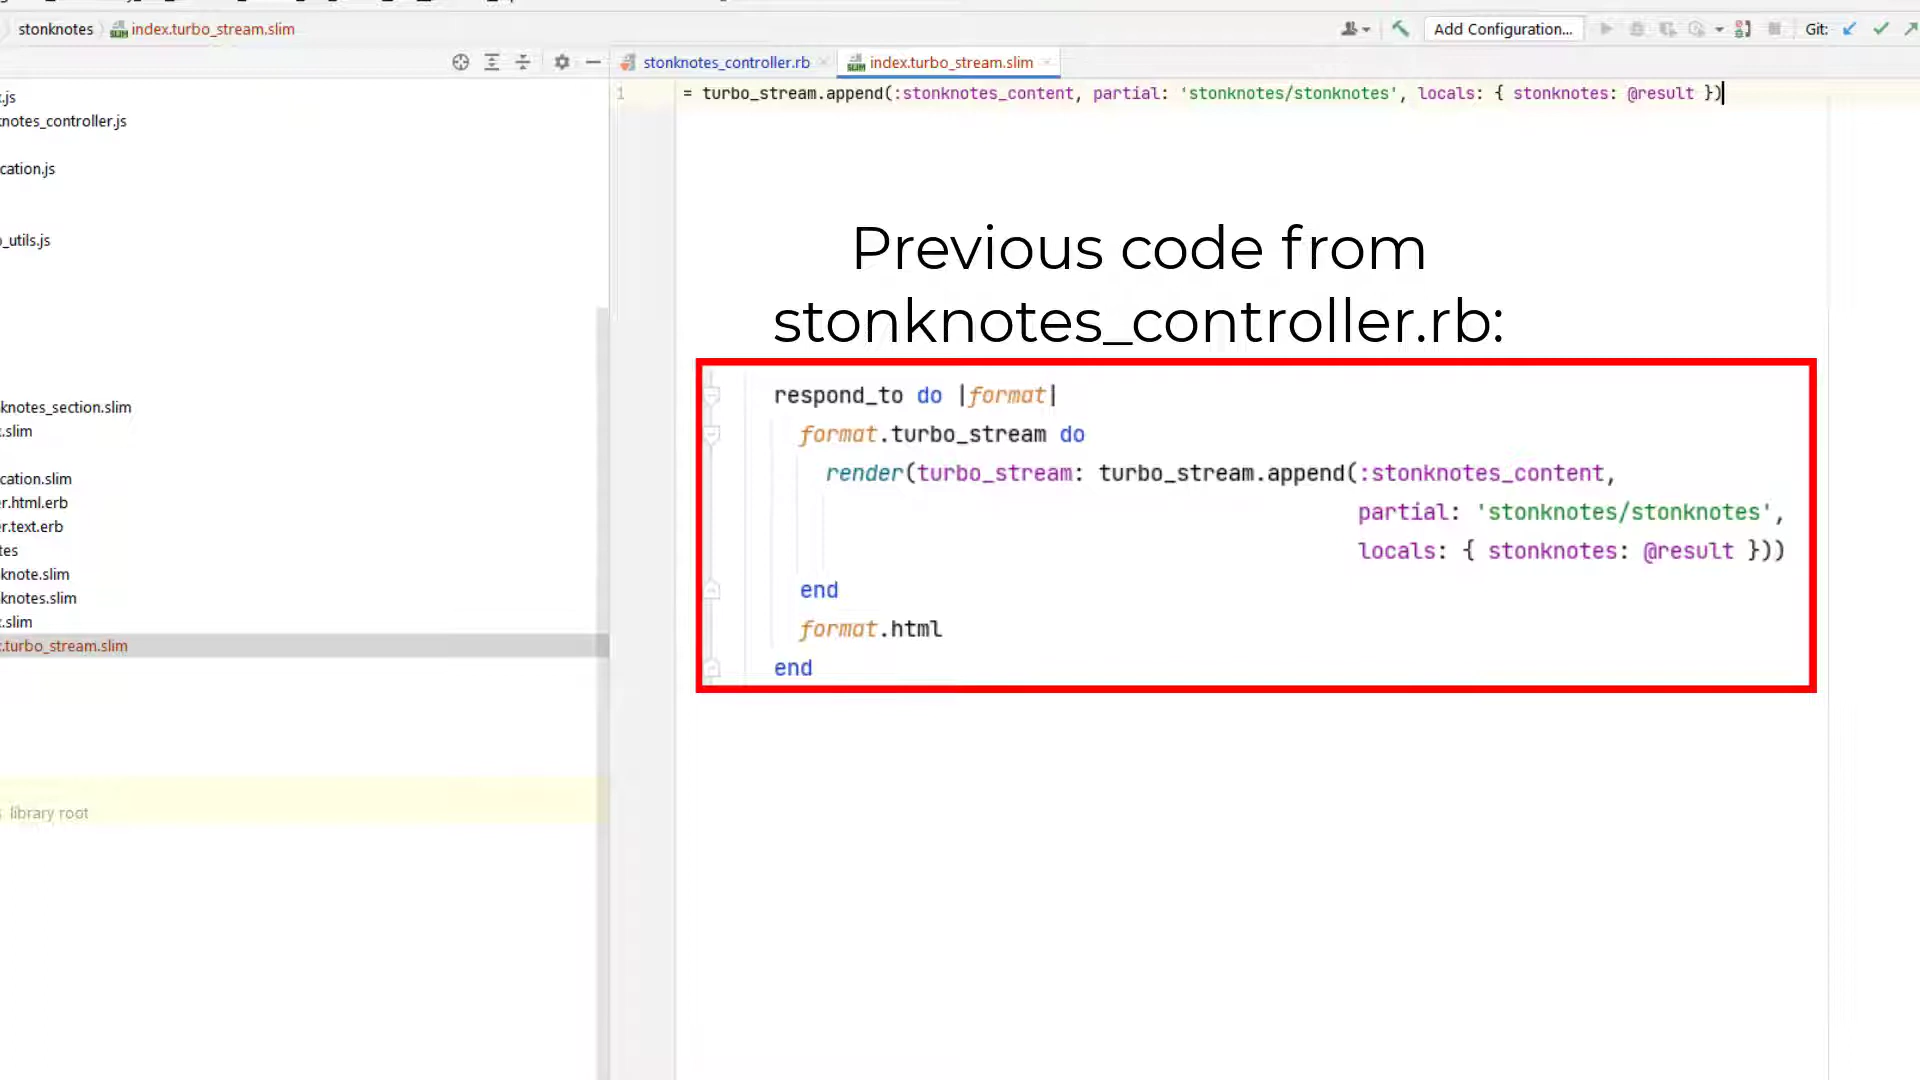 stonknotes index.turbo_stream.slim
Add Configuration...
Git:
stonknotes_controller.rb
index.turbo_stream.slim
1
= turbo_stream.append(:stonknotes_content, partial: 'stonknotes/stonknotes', locals: { stonknotes: @result })
.js
notes_controller.js
cation.js
_utils.js
knotes_section.slim
.slim
cation.slim
r.html.erb
r.text.erb
tes
knote.slim
knotes.slim
.slim
.turbo_stream.slim
library root
Previous code from
stonknotes_controller.rb:
respond_to do |format|
format.turbo_stream do
render(turbo_stream: turbo_stream.append(:stonknotes_content,
partial: 'stonknotes/stonknotes',
locals: { stonknotes: @result }))
end
format.html
end